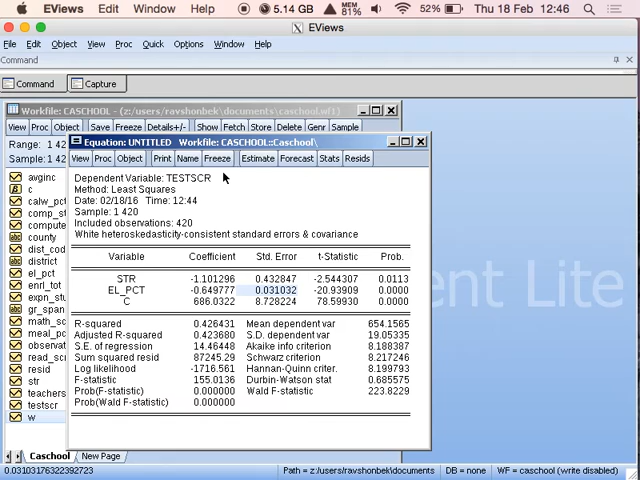 EViews File Edit Object View Window Help 5.14 GB MEM 81% 52% Thu 18 Feb 12:46
EViews
File Edit Object View Proc Quick Options Window Help
Command
Command Capture
Workfile: CASCHOOL - (z:/users/ravshonbek\documents\caschool.wf1)
View Proc Object Save Freeze Details+/- Show Fetch Store Delete Genr Sample
Range: 1 42
Sample: 1 42
avginc
c
calw_pct
comp_st
compute
county
dist_cod
district
el_pct
enrl_tot
expn_stu
gr_span
math_sc
meal_pc
observat
read_sc
resid
str
teachers
testscr
w
Equation: UNTITLED Workfile: CASCHOOL::Caschool\
View Proc Object Print Name Freeze Estimate Forecast Stats Resids
Dependent Variable: TESTSCR
Method: Least Squares
Date: 02/18/16 Time: 12:44
Sample: 1 420
Included observations: 420
White heteroskedasticity-consistent standard errors & covariance
Variable Coefficient Std. Error t-Statistic Prob.
STR -1.101296 0.432847 -2.544307 0.0113
EL_PCT -0.649777 0.031032 -20.93909 0.0000
C 686.0322 8.728224 78.59930 0.0000
R-squared 0.426431 Mean dependent var 654.1565
Adjusted R-squared 0.423680 S.D. dependent var 19.05335
S.E. of regression 14.46448 Akaike info criterion 8.188387
Sum squared resid 87245.29 Schwarz criterion 8.217246
Log likelihood -1716.561 Hannan-Quinn criter. 8.199793
F-statistic 155.0136 Durbin-Watson stat 0.685575
Prob(F-statistic) 0.000000 Wald F-statistic 223.8229
Prob(Wald F-statistic) 0.000000
ent Lite
Caschool New Page
0.03103176322392723 Path = z:/users/ravshonbek\documents DB = none WF = caschool (write disabled)